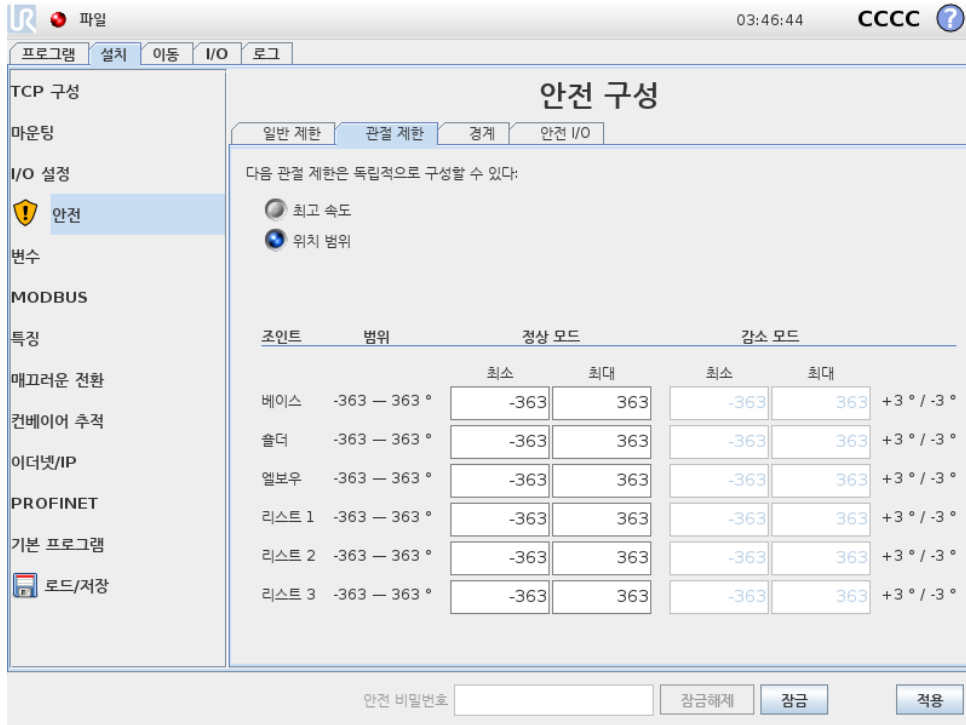 UR 파일 03:46:44 CCCC ?
프로그램 설치 이동 I/O 로그
TCP 구성
마운팅
I/O 설정
안전
변수
MODBUS
특징
매끄러운 전환
컨베이어 추적
이더넷/IP
PROFINET
기본 프로그램
로드/저장
안전 구성
일반 제한 관절 제한 경계 안전 I/O
다음 관절 제한은 독립적으로 구성할 수 있다:
최고 속도
위치 범위
조인트 범위 정상 모드 감소 모드
최소 최대 최소 최대
베이스 -363 — 363 ° -363 363 -363 363 +3 ° / -3 °
숄더 -363 — 363 ° -363 363 -363 363 +3 ° / -3 °
엘보우 -363 — 363 ° -363 363 -363 363 +3 ° / -3 °
리스트 1 -363 — 363 ° -363 363 -363 363 +3 ° / -3 °
리스트 2 -363 — 363 ° -363 363 -363 363 +3 ° / -3 °
리스트 3 -363 — 363 ° -363 363 -363 363 +3 ° / -3 °
안전 비밀번호 잠금해제 잠금 적용